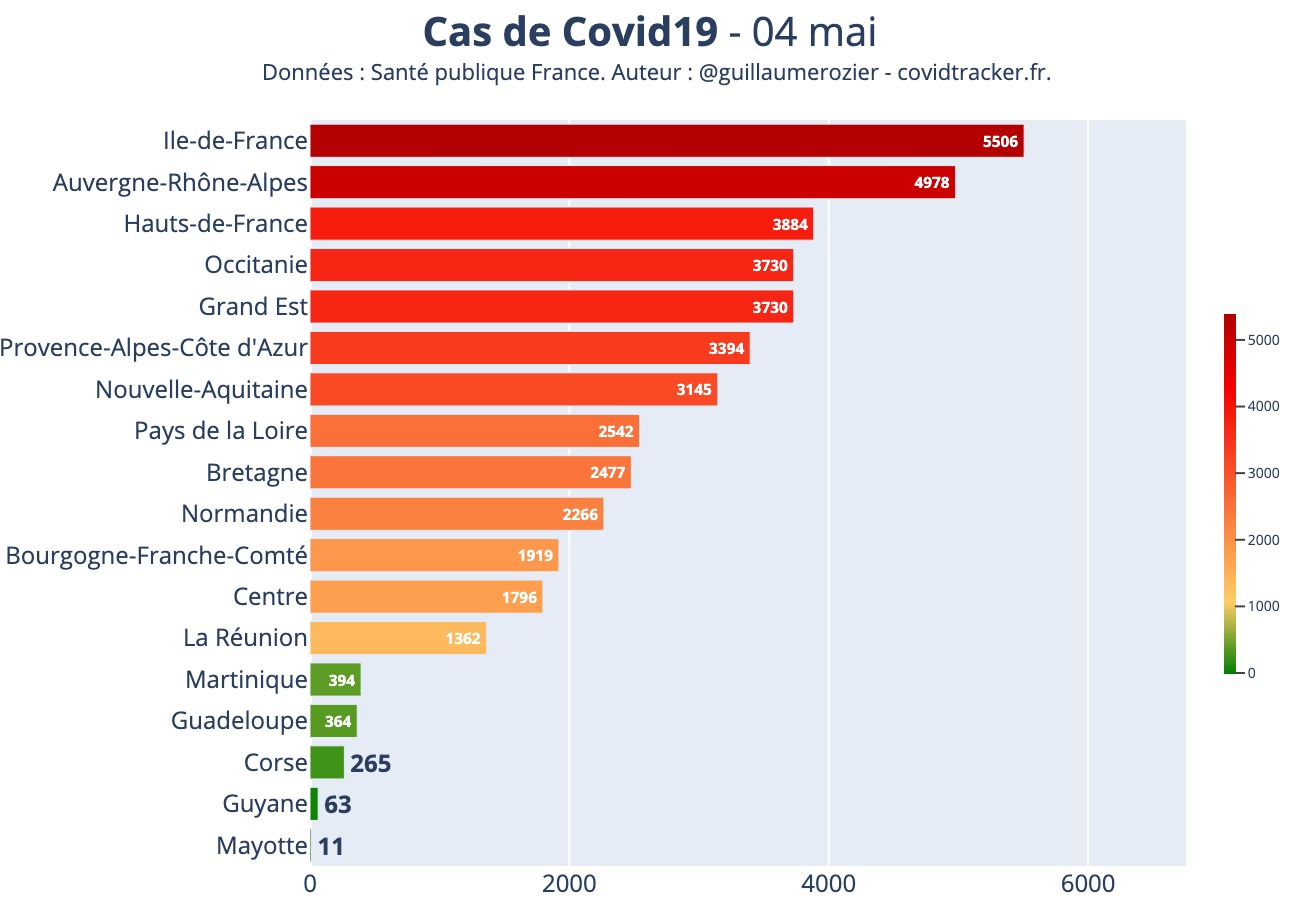 Cas de Covid19 - 04 mai
Données : Santé publique France. Auteur : @guillaumerozier - covidtracker.fr.
Ile-de-France 5506
Auvergne-Rhône-Alpes 4978
Hauts-de-France 3884
Occitanie 3730
Grand Est 3730
Provence-Alpes-Côte d'Azur 3394
Nouvelle-Aquitaine 3145
Pays de la Loire 2542
Bretagne 2477
Normandie 2266
Bourgogne-Franche-Comté 1919
Centre 1796
La Réunion 1362
Martinique 394
Guadeloupe 364
Corse 265
Guyane 63
Mayotte 11
0 2000 4000 6000
5000
4000
3000
2000
1000
0